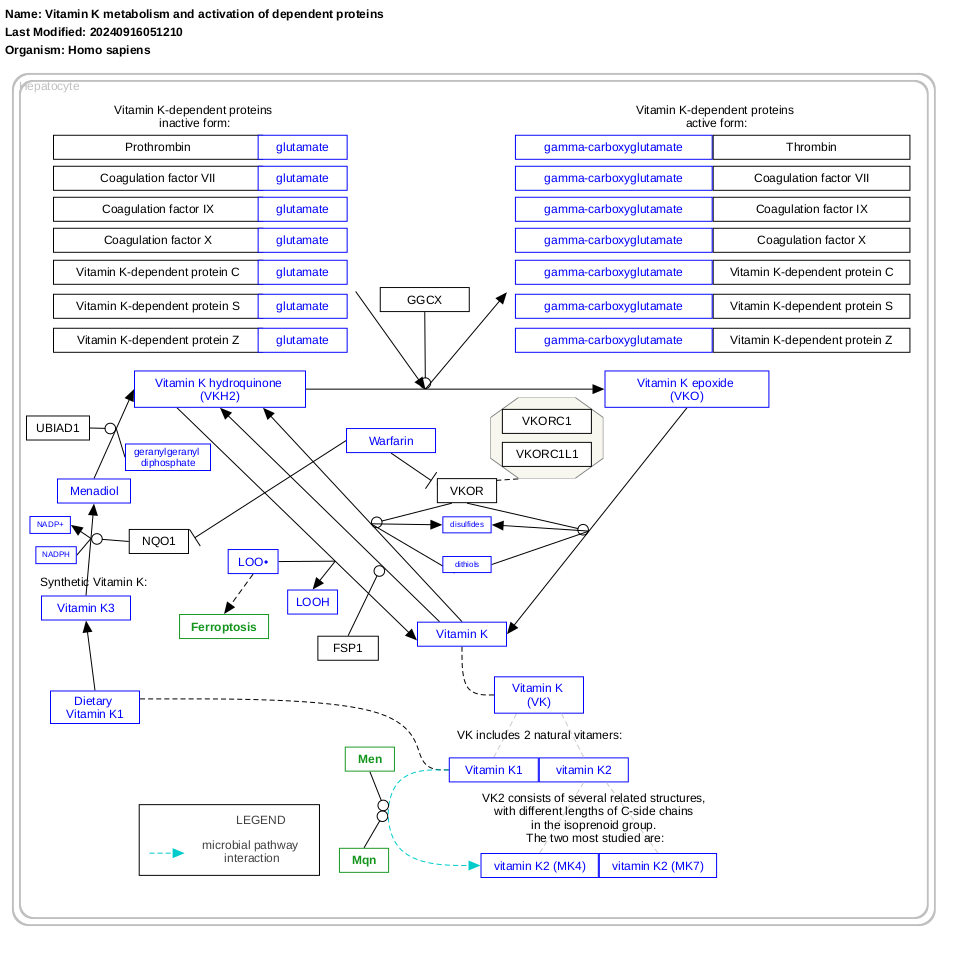 Name: Vitamin K metabolism and activation of dependent proteins
Last Modified: 20240916051210
Organism: Homo sapiens
Hepatocyte
Vitamin K-dependent proteins
inactive form:
Vitamin K-dependent proteins
active form:
Prothrombin glutamate gamma-carboxyglutamate Thrombin
Coagulation factor VII glutamate gamma-carboxyglutamate Coagulation factor VII
Coagulation factor IX glutamate gamma-carboxyglutamate Coagulation factor IX
Coagulation factor X glutamate gamma-carboxyglutamate Coagulation factor X
Vitamin K-dependent protein C glutamate gamma-carboxyglutamate Vitamin K-dependent protein C
Vitamin K-dependent protein S glutamate gamma-carboxyglutamate Vitamin K-dependent protein S
Vitamin K-dependent protein Z glutamate gamma-carboxyglutamate Vitamin K-dependent protein Z
GGCX
Vitamin K hydroquinone
(VKH2)
Vitamin K epoxide
(VKO)
VKORC1
VKORC1L1
UBIAD1
Warfarin
geranylgeranyl
diphosphate
Menadiol
VKOR
NADP+
NADPH
NQO1
disulfides
dithiols
LOO•
LOOH
Synthetic Vitamin K:
Vitamin K3
Ferroptosis
FSP1
Vitamin K
Dietary
Vitamin K1
Vitamin K
(VK)
VK includes 2 natural vitamers:
Men
Vitamin K1 vitamin K2
VK2 consists of several related structures,
with different lengths of C-side chains
in the isoprenoid group.
The two most studied are:
LEGEND
microbial pathway
interaction
Mqn
vitamin K2 (MK4) vitamin K2 (MK7)